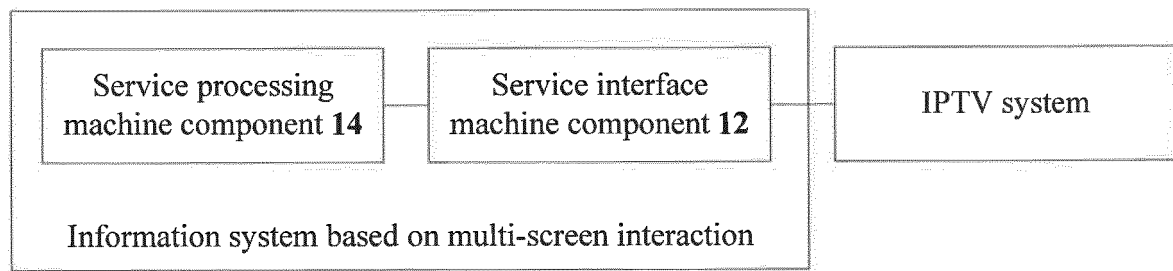 Service processing
machine component 14
Service interface
machine component 12
IPTV system
Information system based on multi-screen interaction